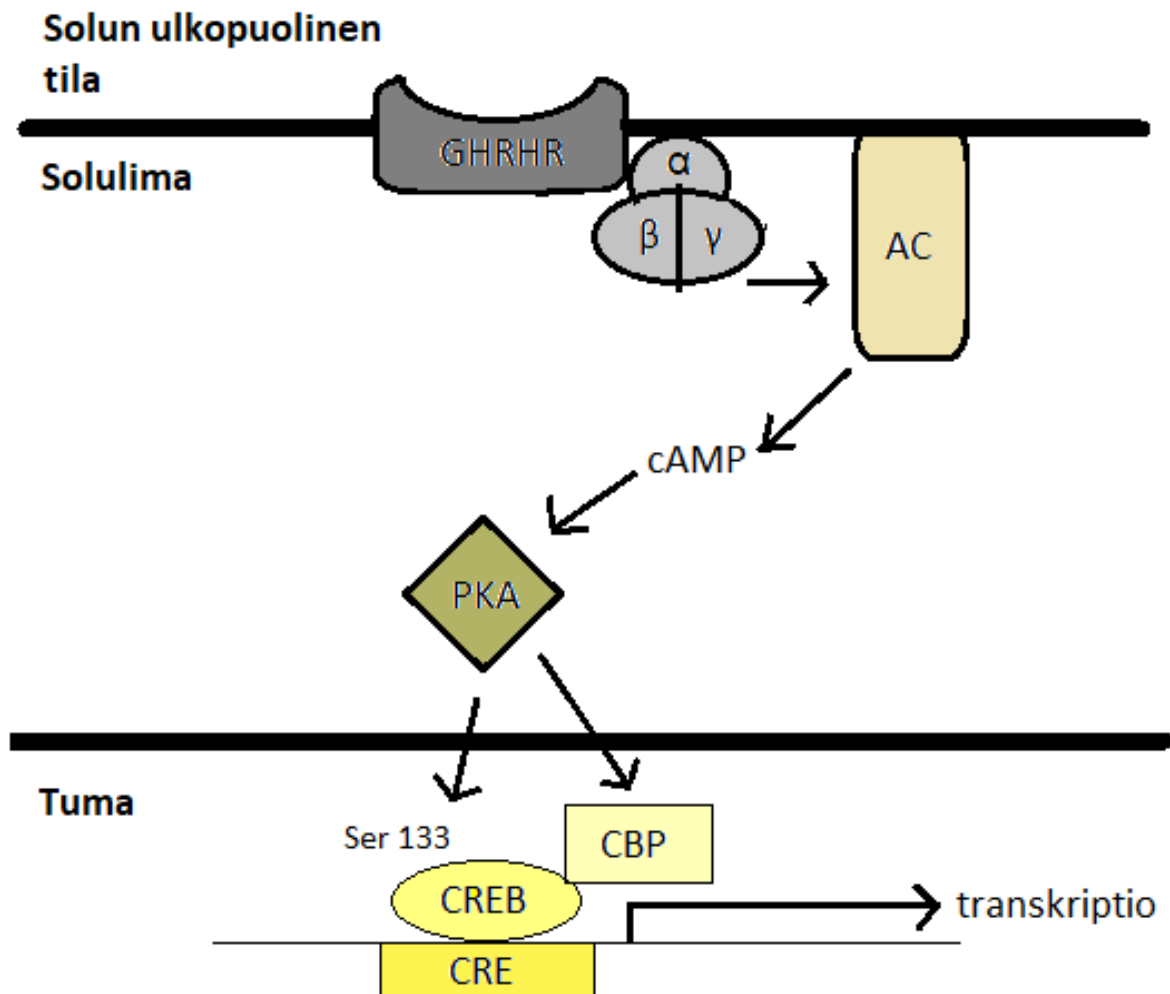 Solun ulkopuolinen
tila
GHRHR
α
Solulima
β γ
AC
cAMP
PKA
Tuma
Ser 133
CBP
CREB
transkriptio
CRE